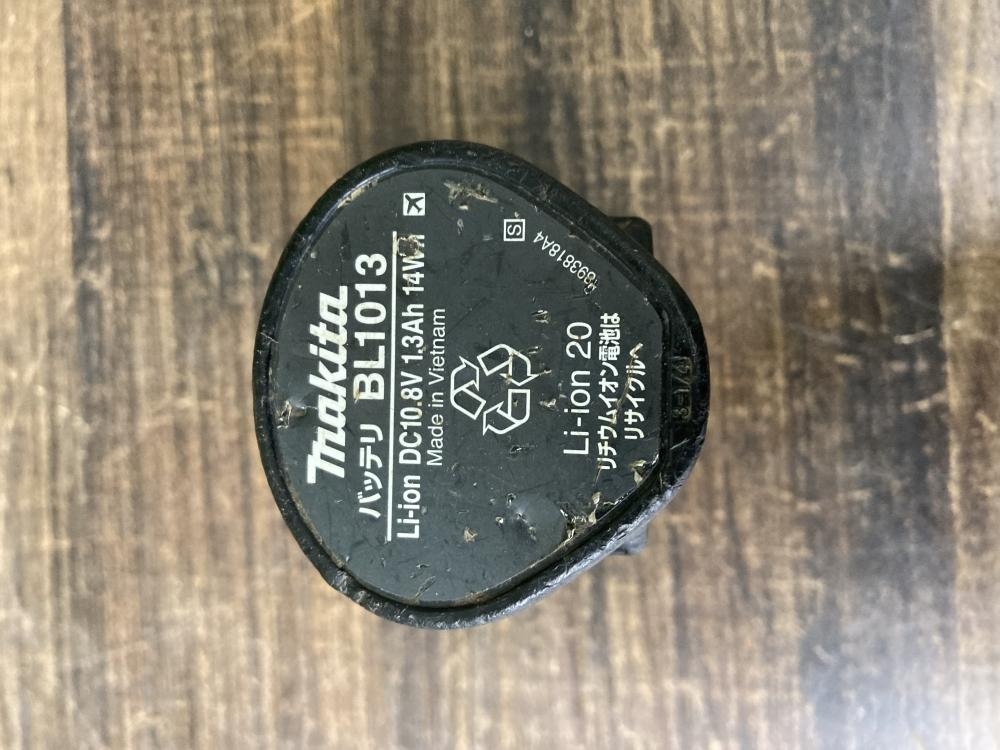 makita
バッテリ BL1013
Li-ion DC10.8V 1.3Ah 14Wh
Made in Vietnam
Li-ion 20
リチウムイオン電池は
リサイクルへ
S